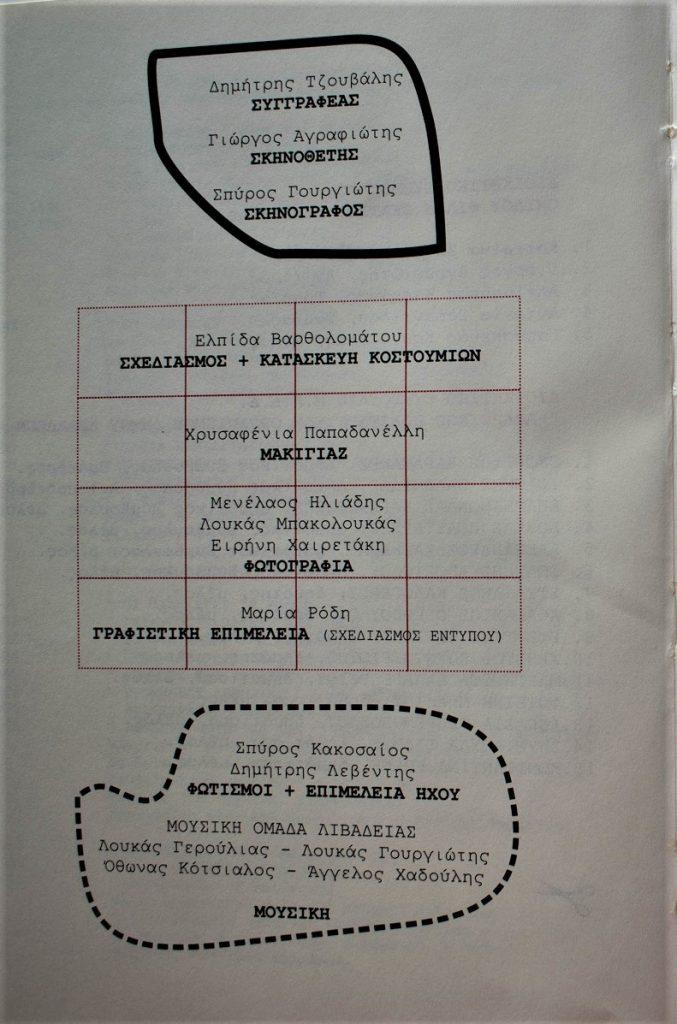 Δημήτρης Τζουβάλης
ΣΥΓΓΡΑΦΕΑΣ
Γιώργος Αγραφιώτης
ΣΚΗΝΟΘΕΤΗΣ
Σπύρος Γουργιώτης
ΣΚΗΝΟΓΡΑΦΟΣ
Ελπίδα Βαρθολομάτου
ΣΧΕΔΙΑΣΜΟΣ + ΚΑΤΑΣΚΕΥΗ ΚΟΣΤΟΥΜΙΩΝ
Χρυσαφένια Παπαδανέλλη
ΜΑΚΙΓΙΑΖ
Μενέλαος Ηλιάδης
Λουκάς Μπακολουκάς
Ειρήνη Χαιρετάκη
ΦΩΤΟΓΡΑΦΙΑ
Μαρία Ρόδη
ΓΡΑΦΙΣΤΙΚΗ ΕΠΙΜΕΛΕΙΑ (ΣΧΕΔΙΑΣΜΟΣ ΕΝΤΥΠΟΥ)
Σπύρος Κακοσαίος
Δημήτρης Λεβέντης
ΦΩΤΙΣΜΟΙ + ΕΠΙΜΕΛΕΙΑ ΗΧΟΥ
ΜΟΥΣΙΚΗ ΟΜΑΔΑ ΛΙΒΑΔΕΙΑΣ
Λουκάς Γερούλιας - Λουκάς Γουργιώτης
Όθωνας Κότσιαλος - Άγγελος Χαδούλης
ΜΟΥΣΙΚΗ